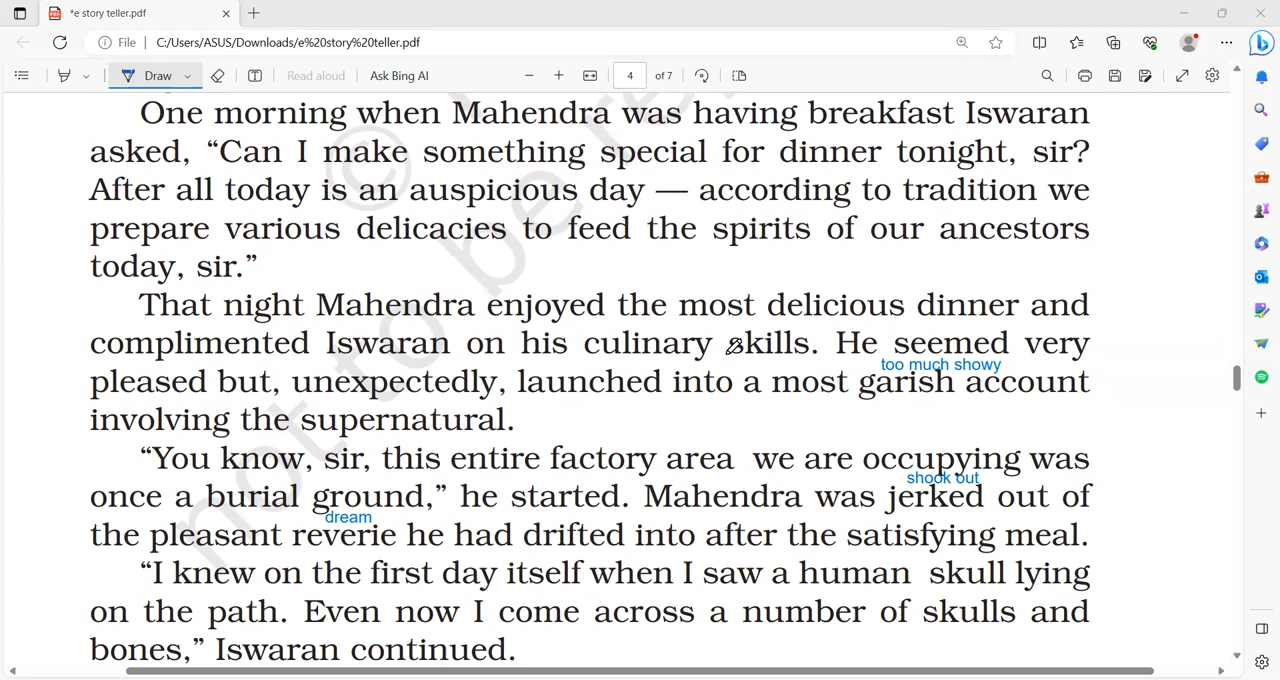 *e story teller.pdf
File C:/Users/ASUS/Downloads/e%20story%20teller.pdf
Draw Read aloud Ask Bing AI 4 of 7
One morning when Mahendra was having breakfast Iswaran
asked, “Can I make something special for dinner tonight, sir?
After all today is an auspicious day — according to tradition we
prepare various delicacies to feed the spirits of our ancestors
today, sir.”
That night Mahendra enjoyed the most delicious dinner and
complimented Iswaran on his culinary skills. He seemed very
too much showy
pleased but, unexpectedly, launched into a most garish account
involving the supernatural.
“You know, sir, this entire factory area we are occupying was
shook out
once a burial ground,” he started. Mahendra was jerked out of
dream
the pleasant reverie he had drifted into after the satisfying meal.
“I knew on the first day itself when I saw a human skull lying
on the path. Even now I come across a number of skulls and
bones,” Iswaran continued.
© not to be re